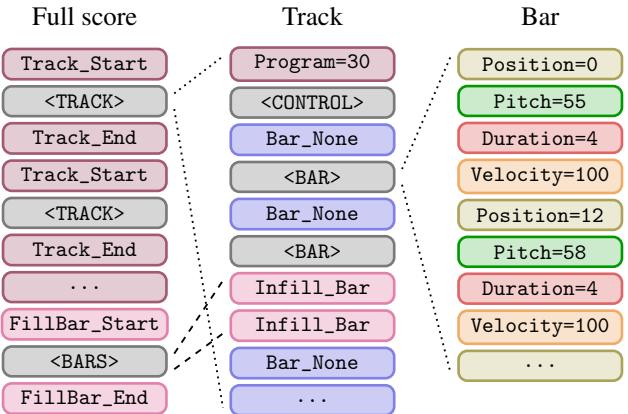 Full score
Track_Start
<TRACK>
Track_End
Track_Start
<TRACK>
Track_End
...
FillBar_Start
<BARS>
FillBar_End
Track
Program=30
<CONTROL>
Bar_None
<BAR>
Bar_None
<BAR>
Infill_Bar
Infill_Bar
Bar_None
...
Bar
Position=0
Pitch=55
Duration=4
Velocity=100
Position=12
Pitch=58
Duration=4
Velocity=100
...